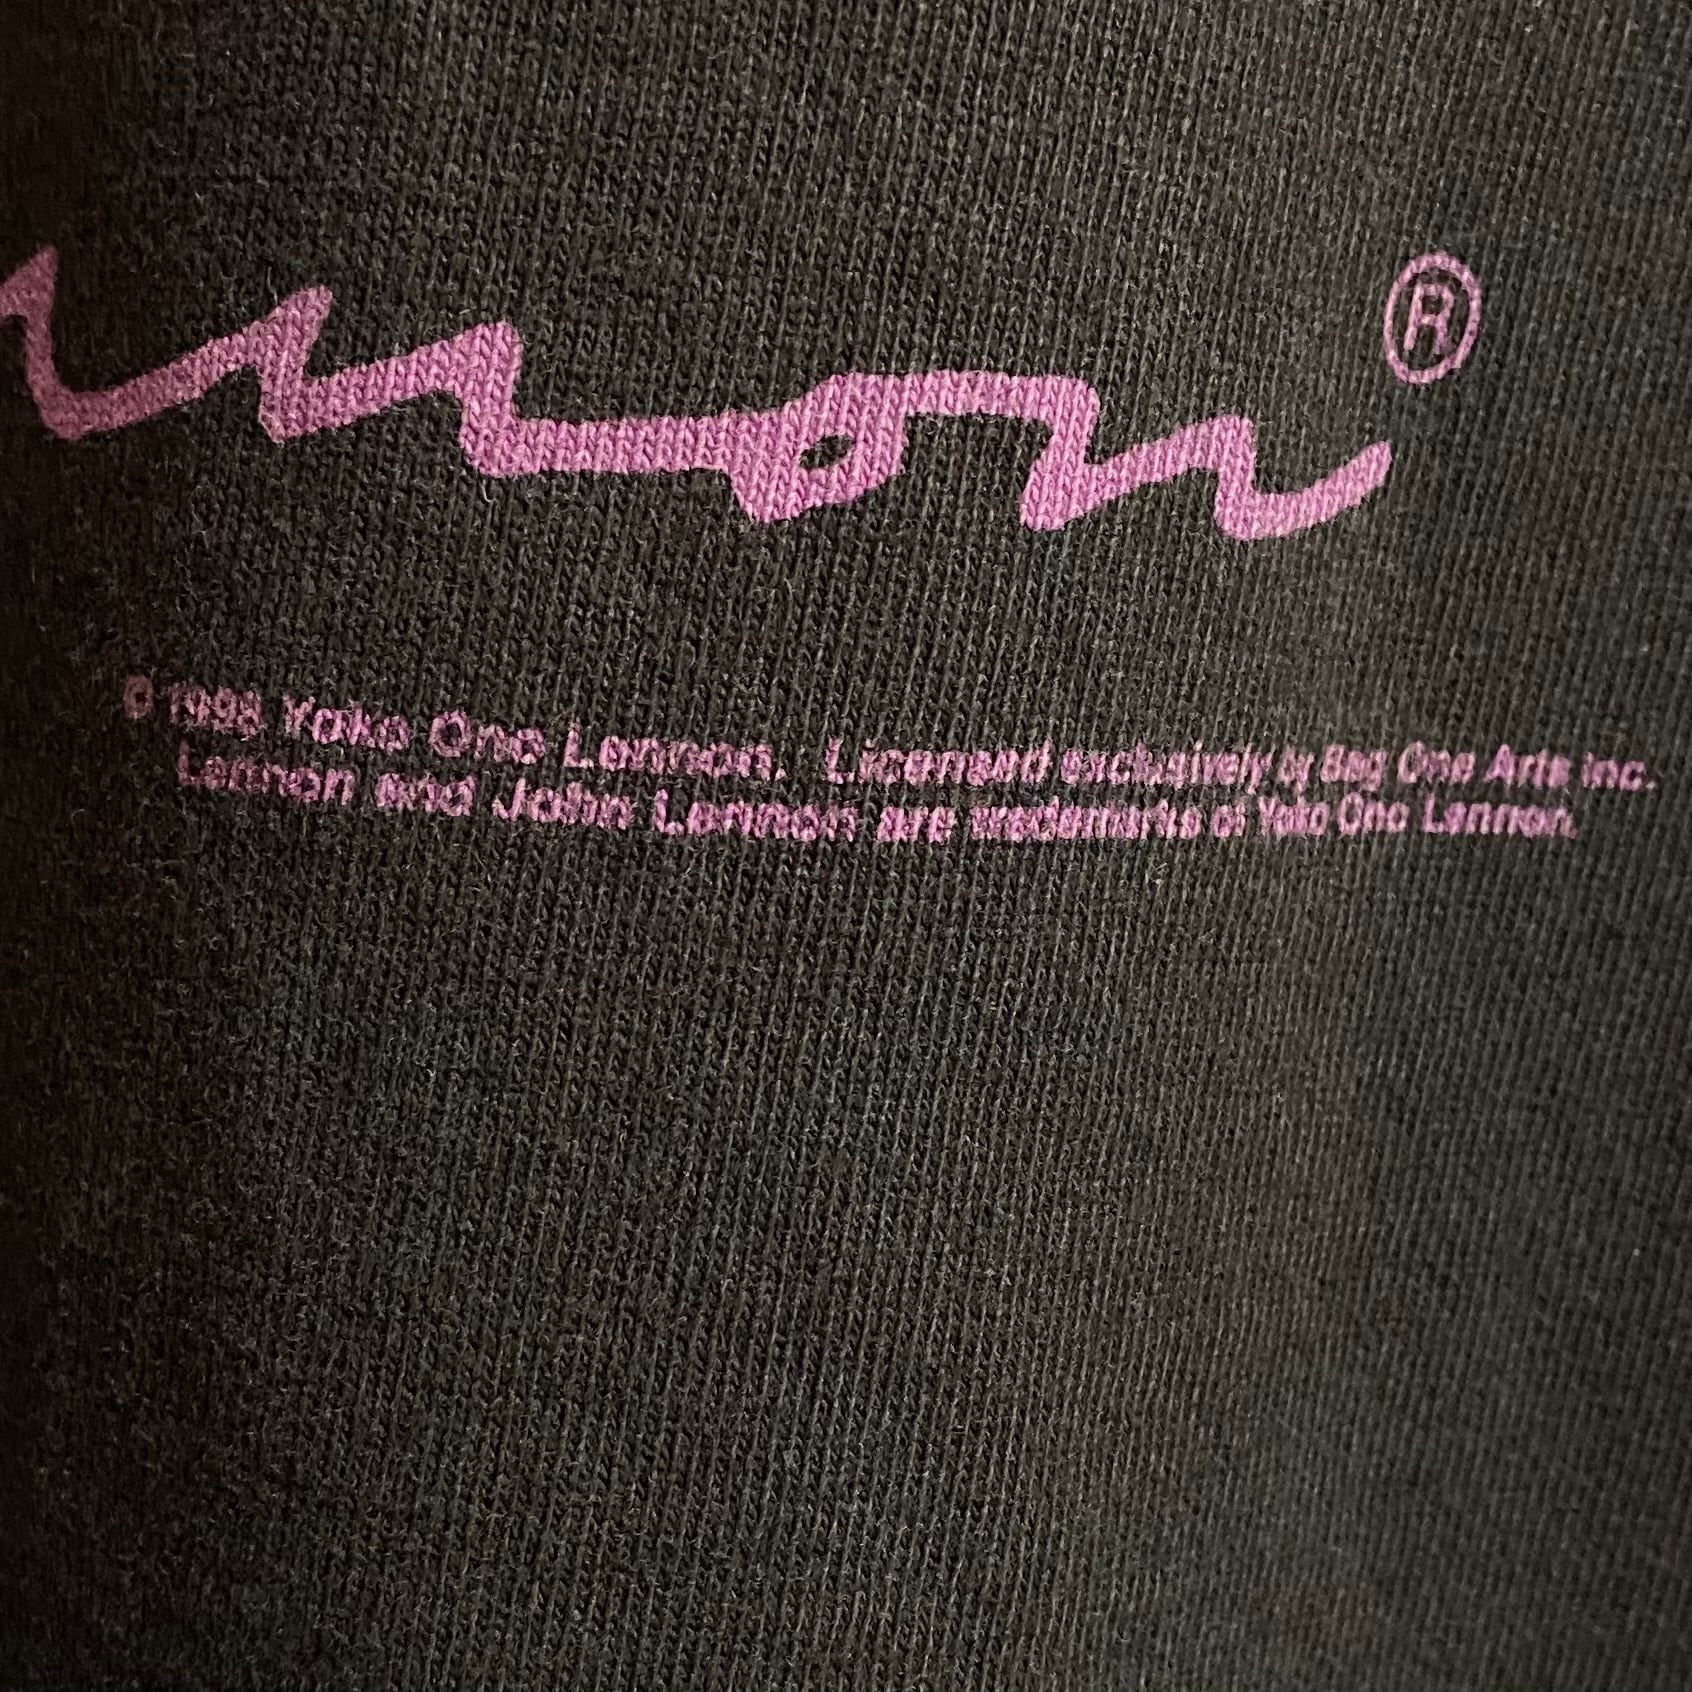 nnon®
© 1998 Yoko Ono Lennon. Licensed exclusively by Bag One Arts Inc.
Lennon and John Lennon are trademarks of Yoko Ono Lennon.